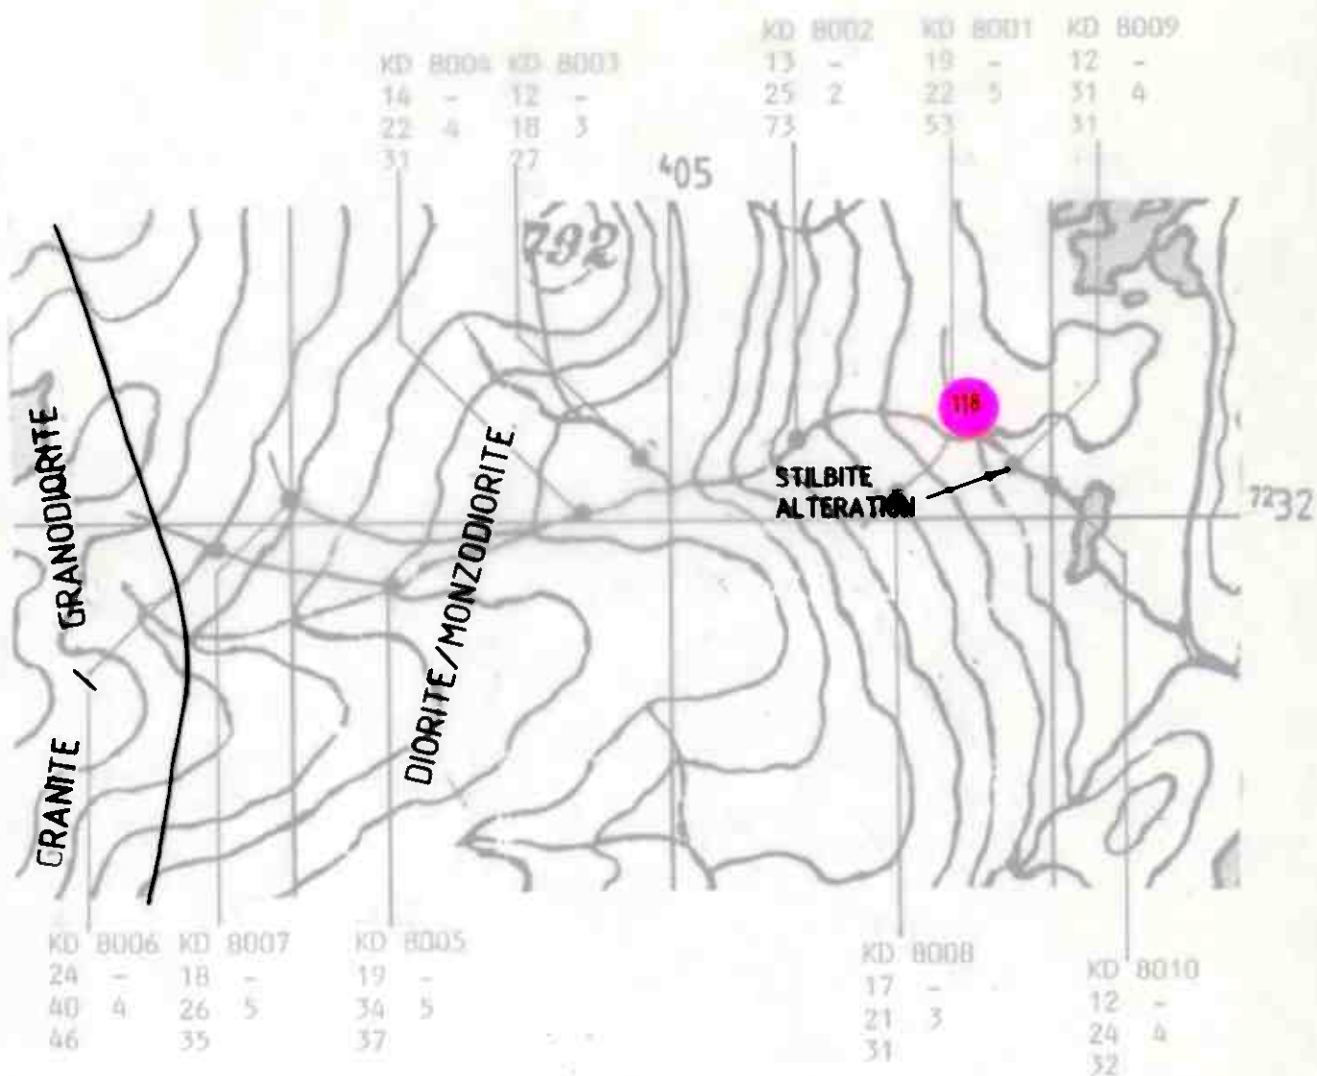 KD 8002
13 -
25 2
73
KD 8001
19 -
22 5
53
KD 8009
12 -
31 4
31
KD 8004
14 -
22 4
31
KD 8003
12 -
18 3
27
405
792
118
STILBITE
ALTERATION
7232
GRANITE / GRANODIORITE
DIORITE/MONZODIORITE
KD 8006
24 -
40 4
46
KD 8007
18 -
26 5
35
KD 8005
19 -
34 5
37
KD 8008
17 -
21 3
31
KD 8010
12 -
24 4
32